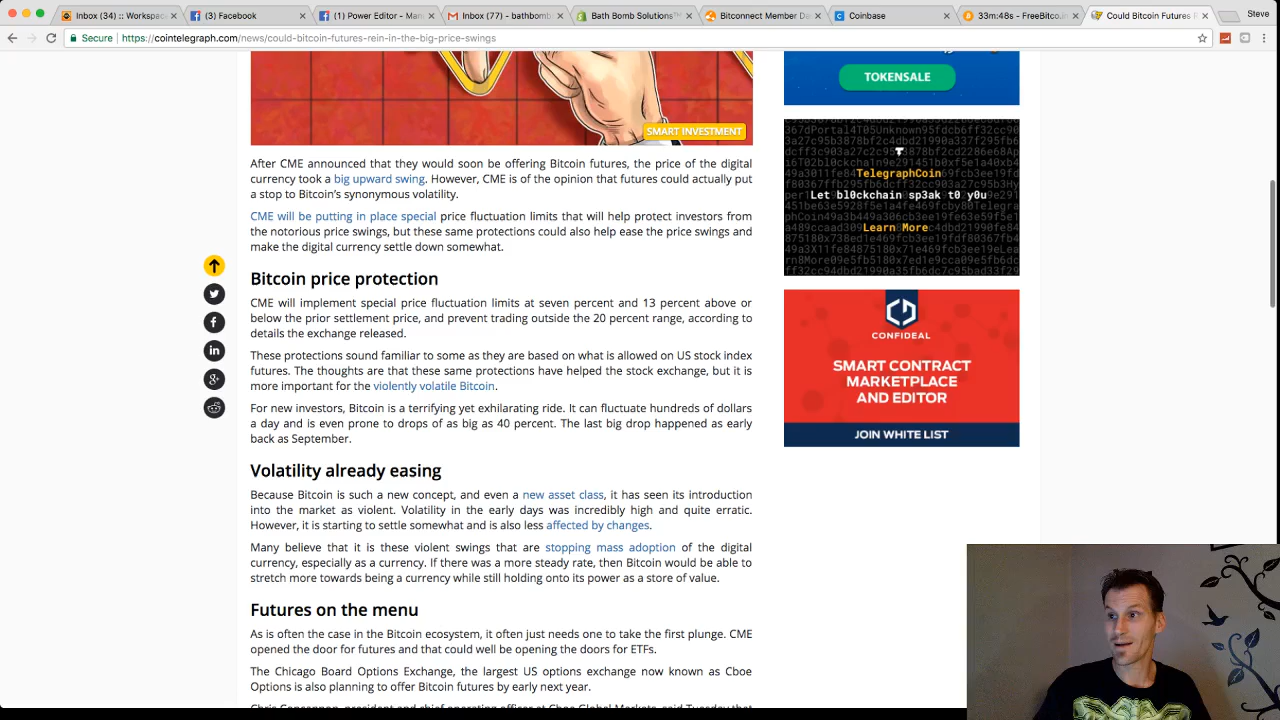 (34) Workspa
(3) Facebook
(1) Power Editor - Man
Inbox (77) - bathbomb
Bath Bomb Solutions™
Bitconnect Member Da
Coinbase
33m:48s - FreeBitco.in
Could Bitcoin Futures R
Steve
Secure
https://cointelegraph.com/news/could-bitcoin-futures-rein-in-the-big-price-swings
SMART INVESTMENT
After CME announced that they would soon be offering Bitcoin futures, the price of the digital
currency took a big upward swing. However, CME is of the opinion that futures could actually put
a stop to Bitcoin's synonymous volatility.
CME will be putting in place special price fluctuation limits that will help protect investors from
the notorious price swings, but these same protections could also help ease the price swings and
make the digital currency settle down somewhat.
Bitcoin price protection
CME will implement special price fluctuation limits at seven percent and 13 percent above or
below the prior settlement price, and prevent trading outside the 20 percent range, according to
details the exchange released.
These protections sound familiar to some as they are based on what is allowed on US stock index
futures. The thoughts are that these same protections have helped the stock exchange, but it is
more important for the violently volatile Bitcoin.
For new investors, Bitcoin is a terrifying yet exhilarating ride. It can fluctuate hundreds of dollars
a day and is even prone to drops of as big as 40 percent. The last big drop happened as early
back as September.
Volatility already easing
Because Bitcoin is such a new concept, and even a new asset class, it has seen its introduction
into the market as violent. Volatility in the early days was incredibly high and quite erratic.
However, it is starting to settle somewhat and is also less affected by changes.
Many believe that it is these violent swings that are stopping mass adoption of the digital
currency, especially as a currency. If there was a more steady rate, then Bitcoin would be able to
stretch more towards being a currency while still holding onto its power as a store of value.
Futures on the menu
As is often the case in the Bitcoin ecosystem, it often just needs one to take the first plunge. CME
opened the door for futures and that could well be opening the doors for ETFs.
The Chicago Board Options Exchange, the largest US options exchange now known as Cboe
Options is also planning to offer Bitcoin futures by early next year.
TOKENSALE
TelegraphCoin
Let bl0ckchain sp3ak t0 y0u
Learn More
CONFIDEAL
SMART CONTRACT
MARKETPLACE
AND EDITOR
JOIN WHITE LIST